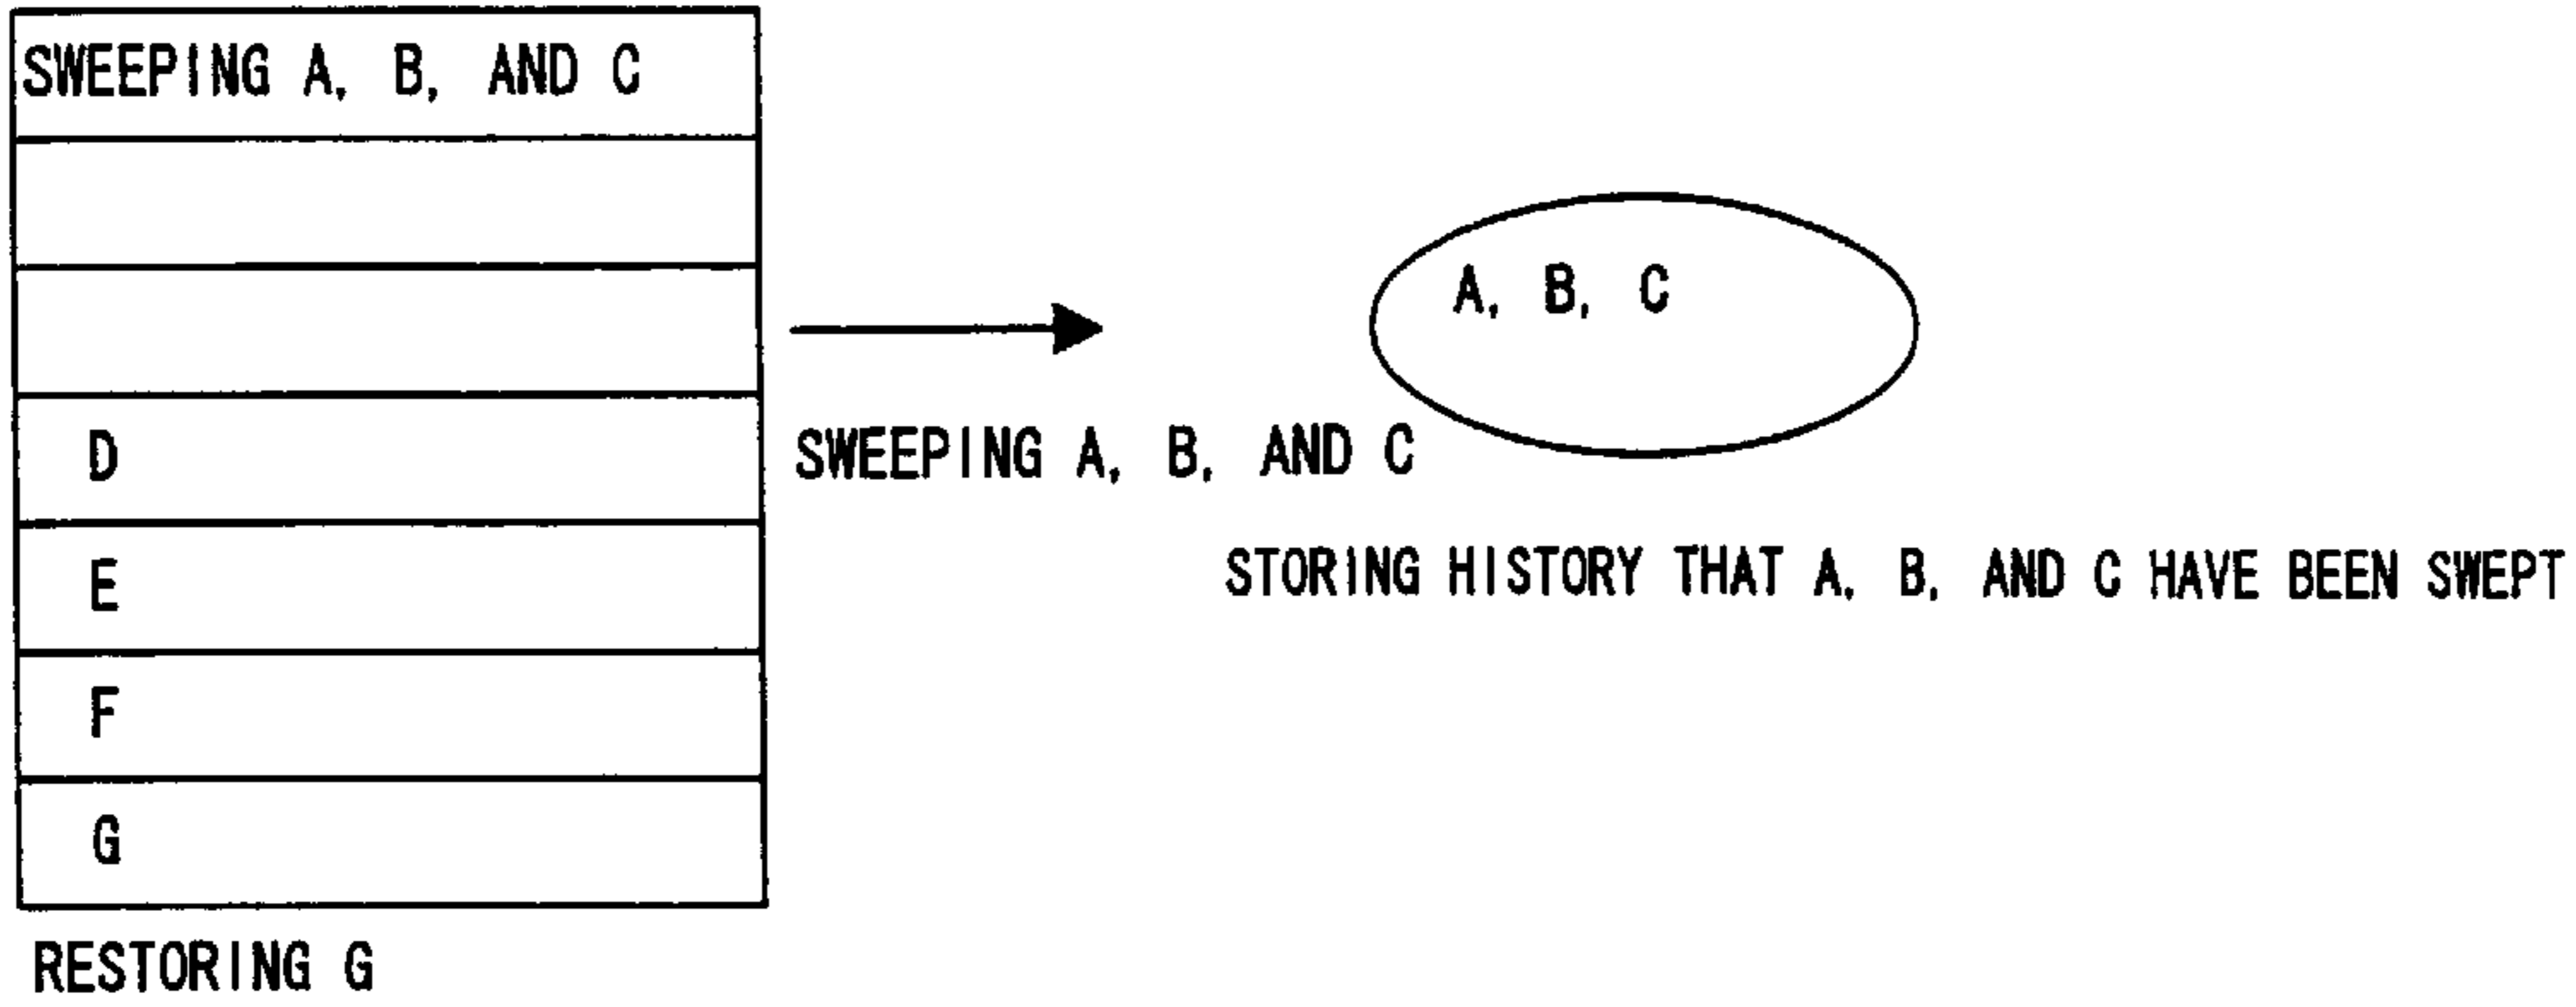 SWEEPING A, B, AND C
A, B, C
D
SWEEPING A, B, AND C
E
STORING HISTORY THAT A, B, AND C HAVE BEEN SWEPT
F
G
RESTORING G